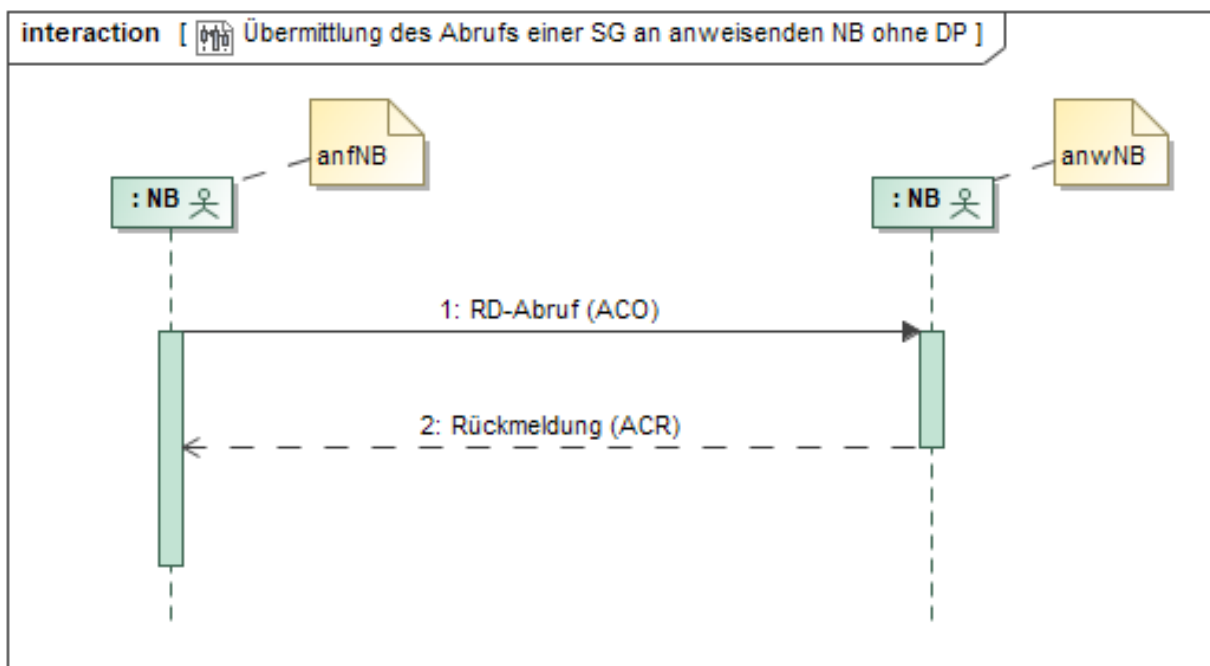 interaction [ Übermittlung des Abrufs einer SG an anweisenden NB ohne DP ]
anfNB
anwNB
: NB
: NB
1: RD-Abruf (ACO)
2: Rückmeldung (ACR)